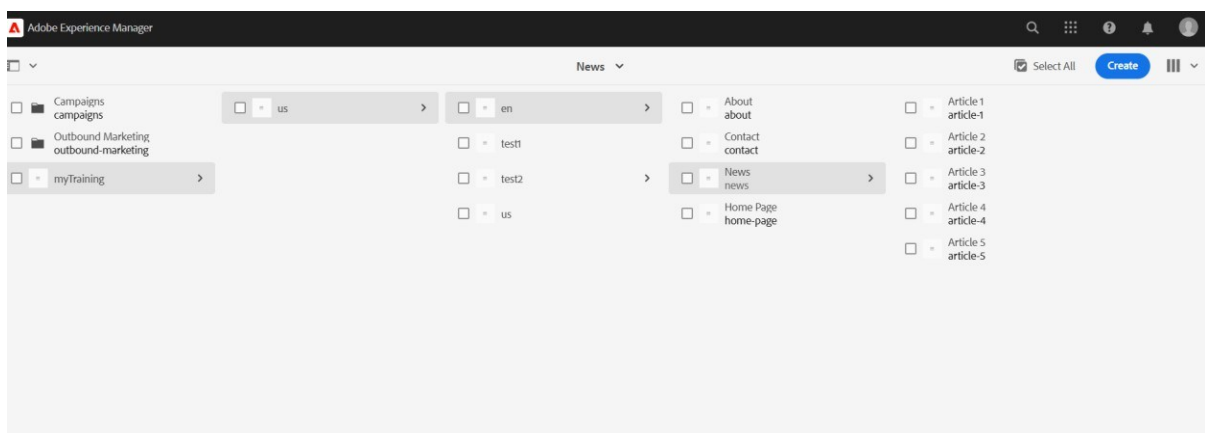 Adobe Experience Manager
News
Select All
Create
Campaigns
campaigns
Outbound Marketing
outbound-marketing
myTraining
us
en
test1
test2
us
About
about
Contact
contact
News
news
Home Page
home-page
Article 1
article-1
Article 2
article-2
Article 3
article-3
Article 4
article-4
Article 5
article-5